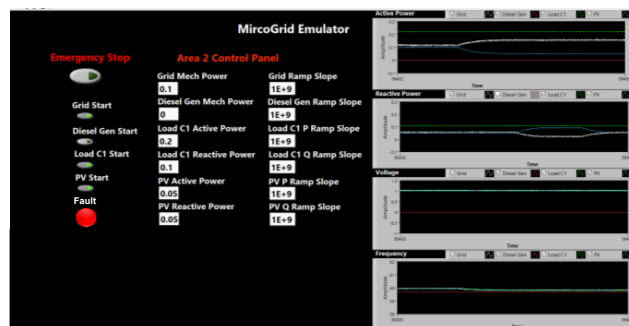 MircoGrid Emulator
Emergency Stop
Area 2 Control Panel
Grid Mech Power
Grid Ramp Slope
0.1
1E+9
Grid Start
Diesel Gen Mech Power
Diesel Gen Ramp Slope
0
1E+9
Diesel Gen Start
Load C1 Active Power
Load C1 P Ramp Slope
0.2
1E+9
Load C1 Start
Load C1 Reactive Power
Load C1 Q Ramp Slope
0.1
1E+9
PV Start
PV Active Power
PV P Ramp Slope
0.05
1E+9
Fault
PV Reactive Power
PV Q Ramp Slope
0.05
1E+9
Active Power
Grid
Diesel Gen
Load C1
PV
Amplitude
Time
Reactive Power
Grid
Diesel Gen
Load C1
PV
Amplitude
Time
Voltage
Grid
Diesel Gen
Load C1
PV
Amplitude
Time
Frequency
Grid
Diesel Gen
Load C1
PV
Amplitude
Time